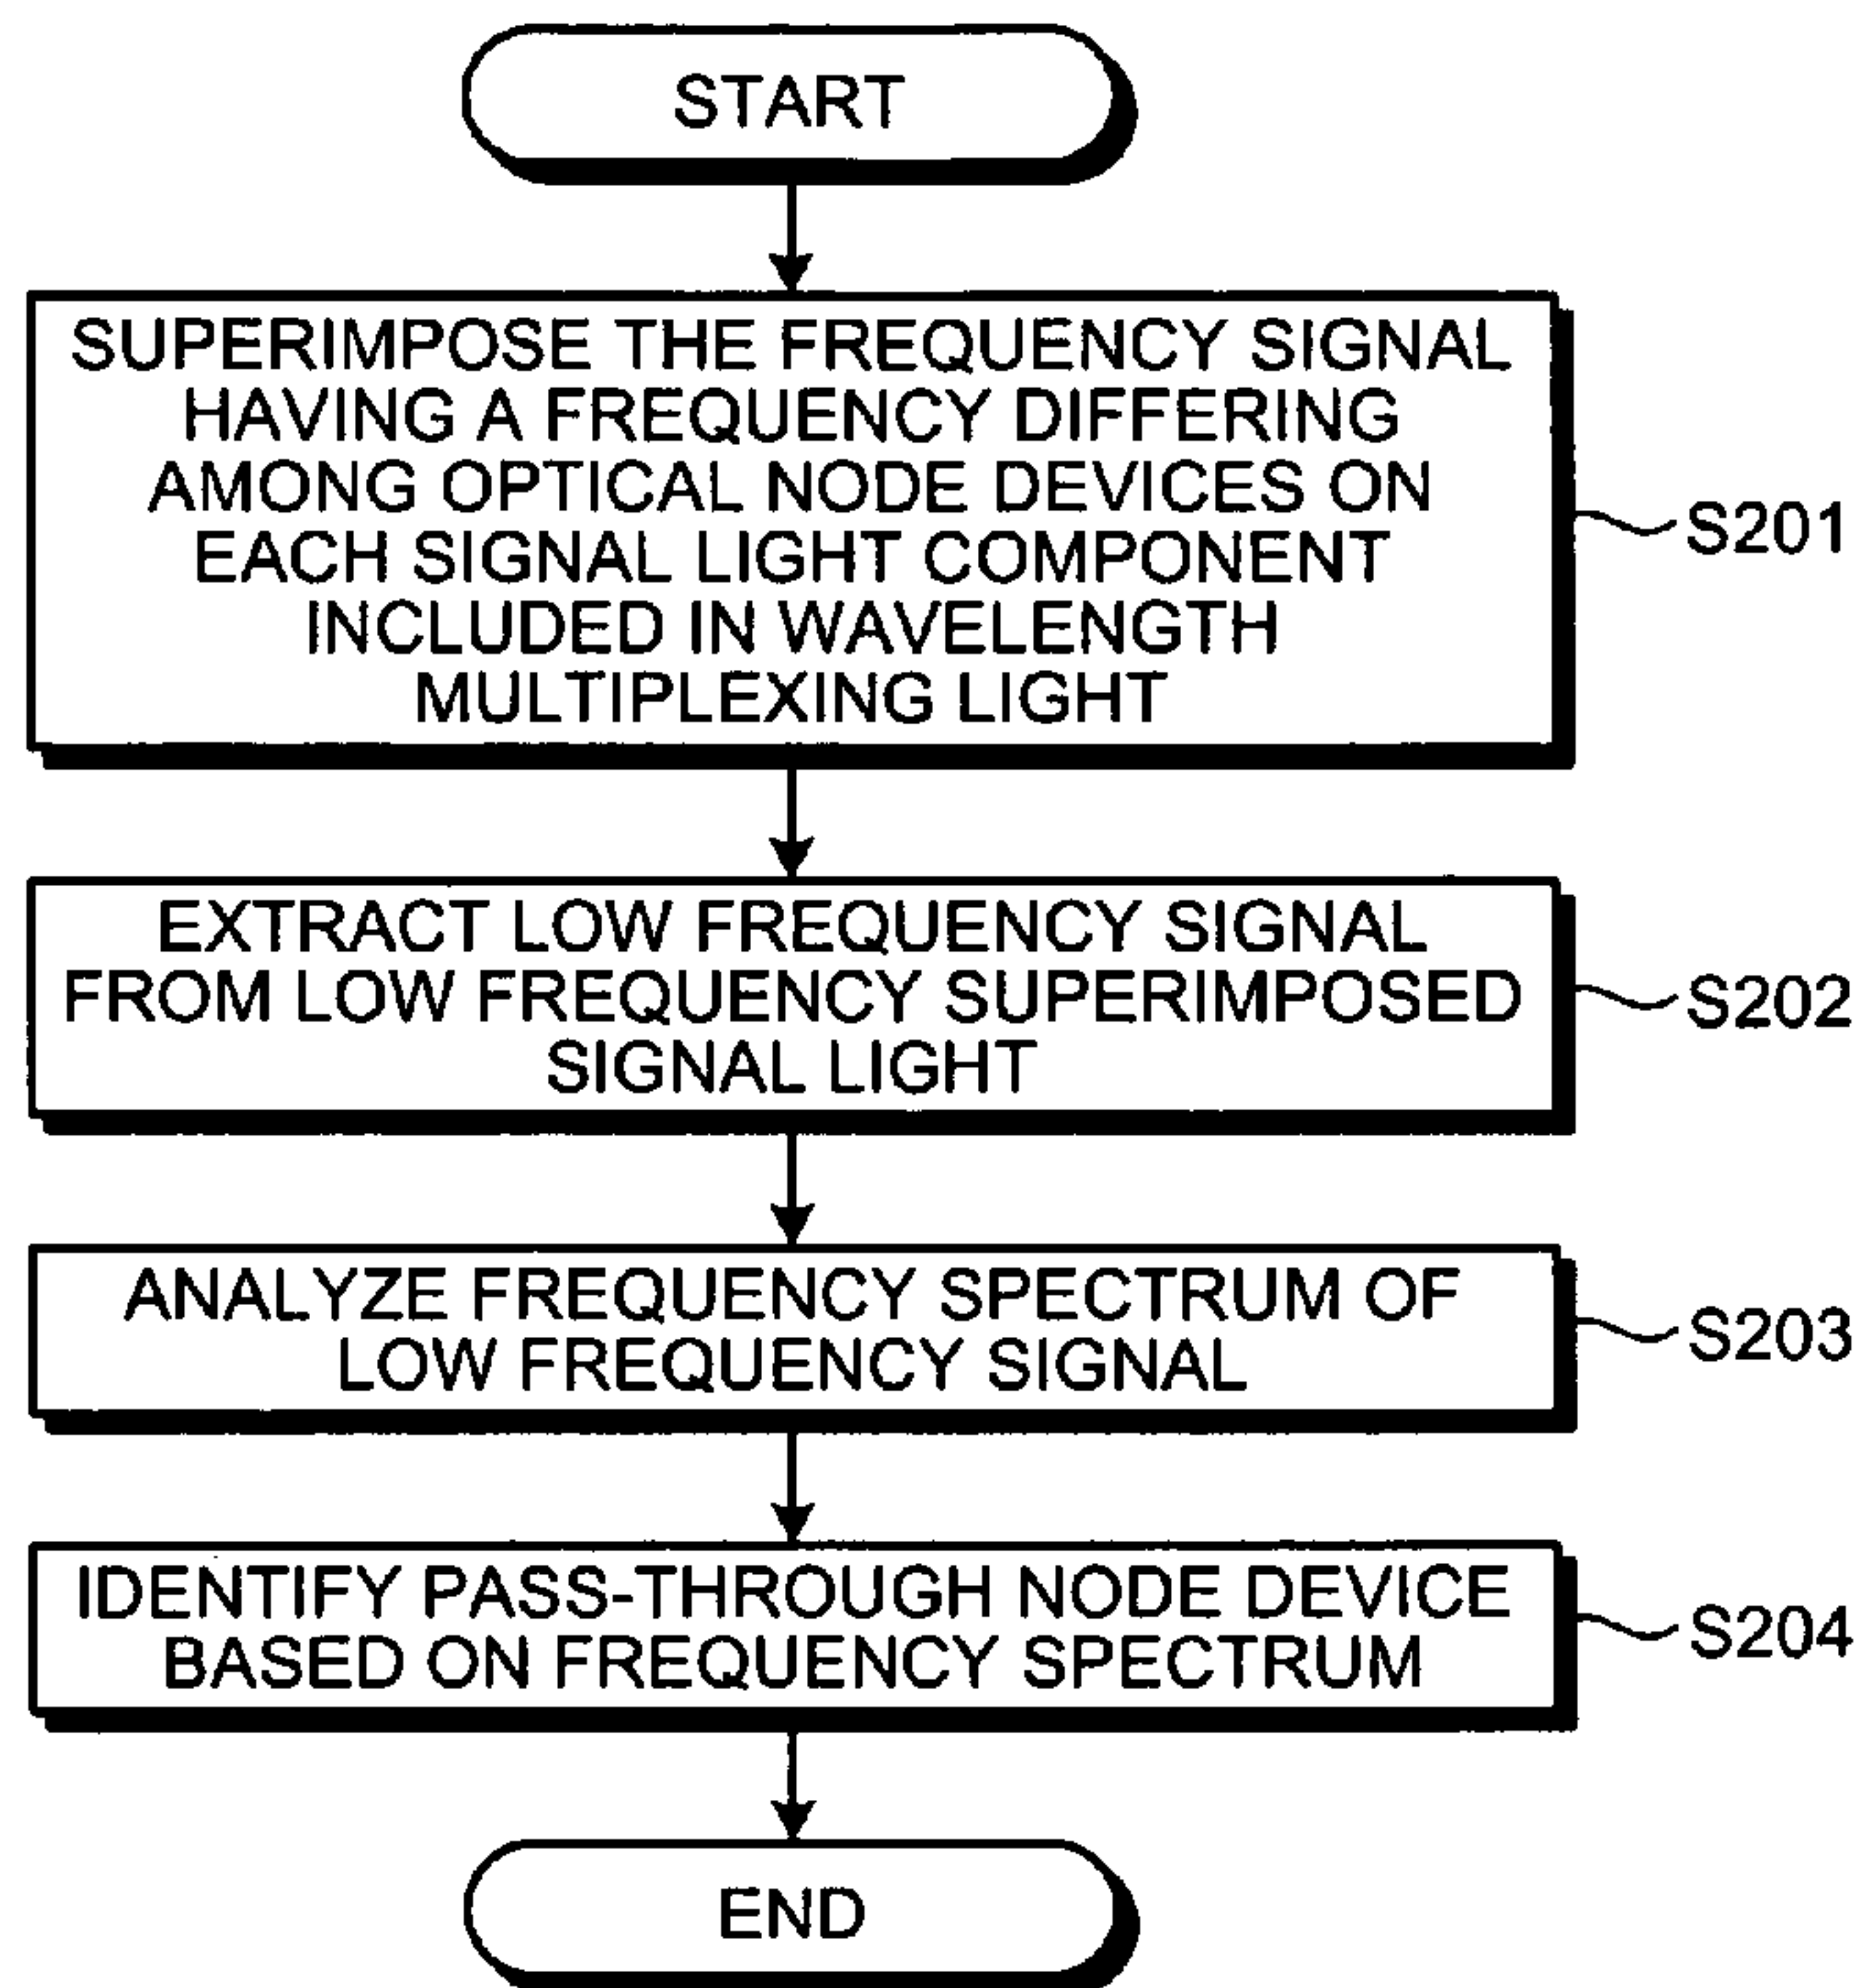 START
SUPERIMPOSE THE FREQUENCY SIGNAL
HAVING A FREQUENCY DIFFERING
AMONG OPTICAL NODE DEVICES ON
EACH SIGNAL LIGHT COMPONENT
INCLUDED IN WAVELENGTH
MULTIPLEXING LIGHT
S201
EXTRACT LOW FREQUENCY SIGNAL
FROM LOW FREQUENCY SUPERIMPOSED
SIGNAL LIGHT
S202
ANALYZE FREQUENCY SPECTRUM OF
LOW FREQUENCY SIGNAL
S203
IDENTIFY PASS-THROUGH NODE DEVICE
BASED ON FREQUENCY SPECTRUM
S204
END